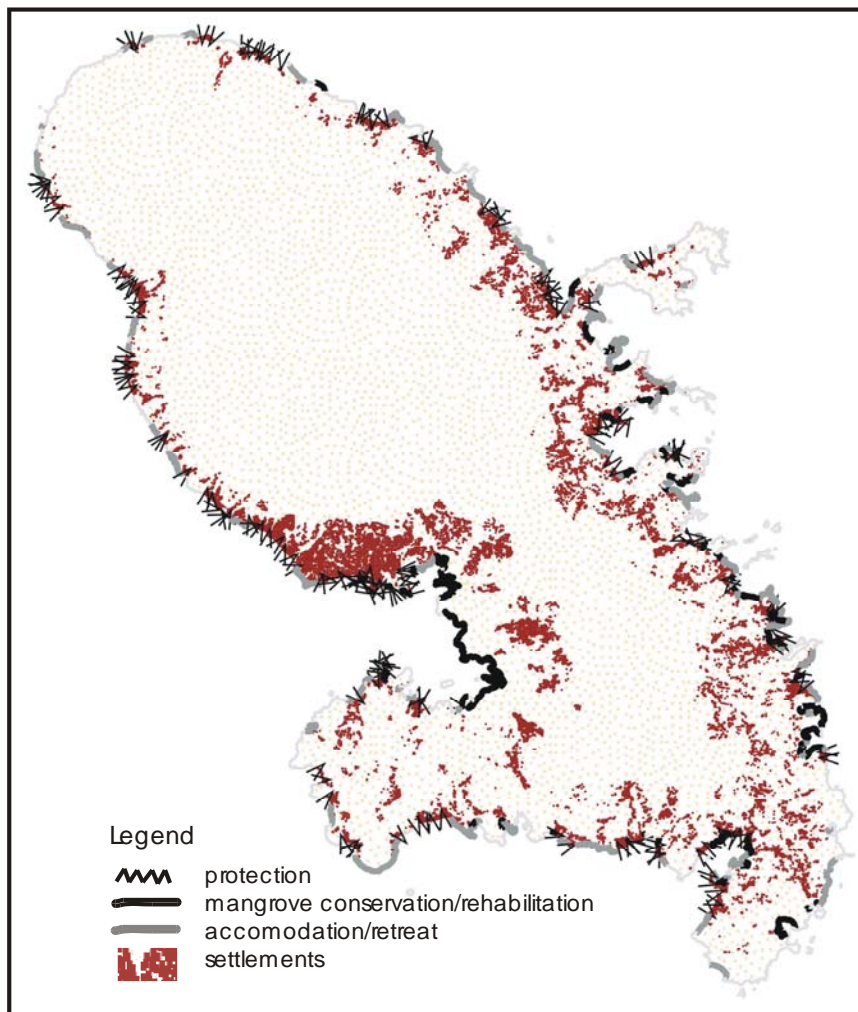 Legend
protection
mangrove conservation/rehabilitation
accomodation/retreat
settlements